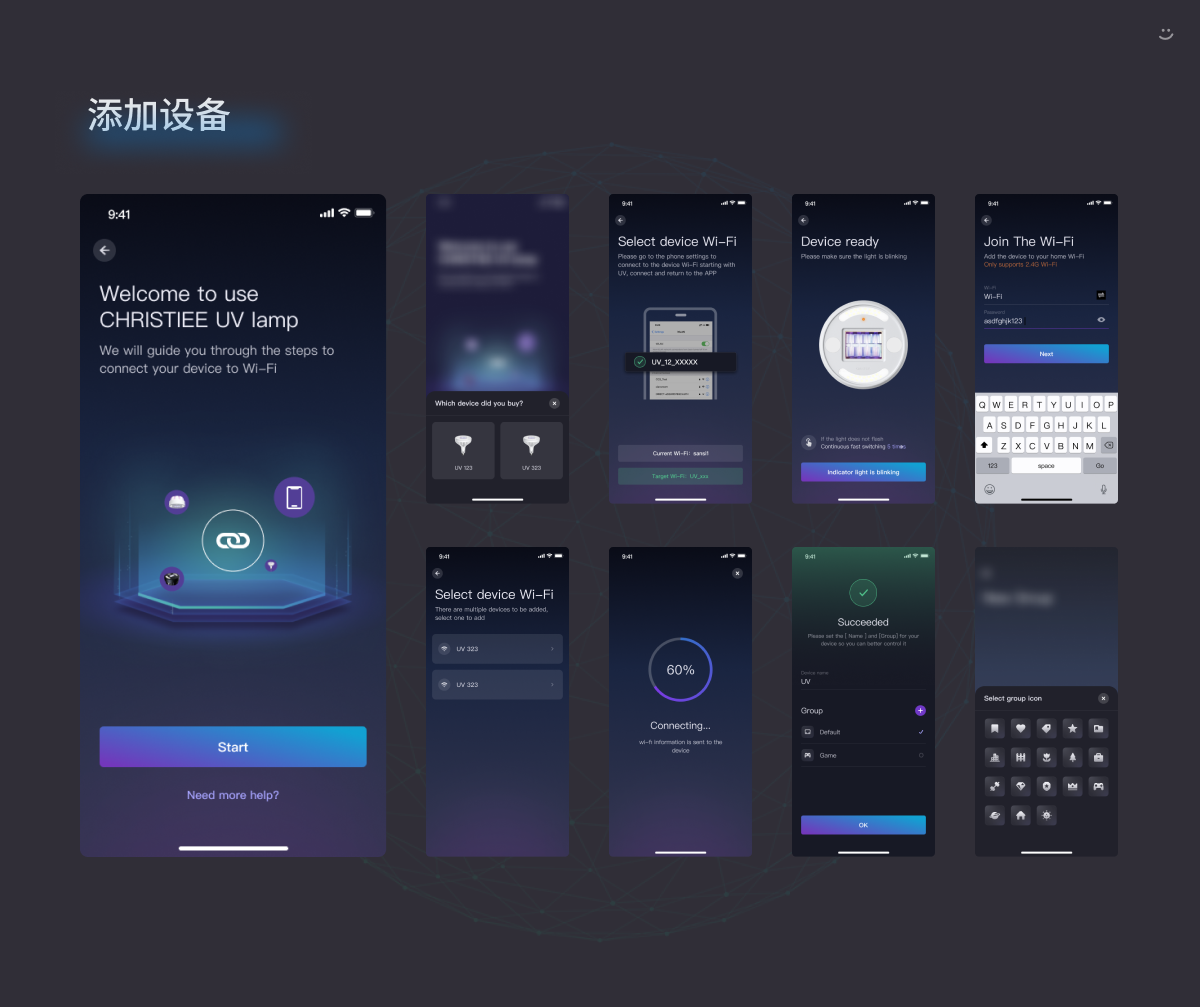 添加设备
9:41
Welcome to use
CHRISTIEE UV lamp
We will guide you through the steps to
connect your device to Wi-Fi
Start
Need more help?
Which device did you buy?
UV 123
UV 323
9:41
Select device Wi-Fi
Please go to the phone settings to
connect to the device Wi-Fi starting with
UV, connect and return to the APP
UV_12_XXXXX
Current Wi-Fi: sansi1
Target Wi-Fi: UV_xxx
9:41
Device ready
Please make sure the light is blinking
If the light does not flash
Continuous fast switching 5 times
Indicator light is blinking
9:41
Join The Wi-Fi
Add the device to your home Wi-Fi
Only supports 2.4G Wi-Fi
Wi-Fi
Wi-Fi
Password
asdfghjk123
Next
Q W E R T Y U I O P
A S D F G H J K L
Z X C V B N M
123 space Go
9:41
Select device Wi-Fi
There are multiple devices to be added,
select one to add
UV 323
UV 323
9:41
60%
Connecting...
wi-fi information is sent to the
device
9:41
Succeeded
Please set the [ Name ] and [Group] for your
device so you can better control it
Device name
UV
Group
Default
Game
OK
Select group icon